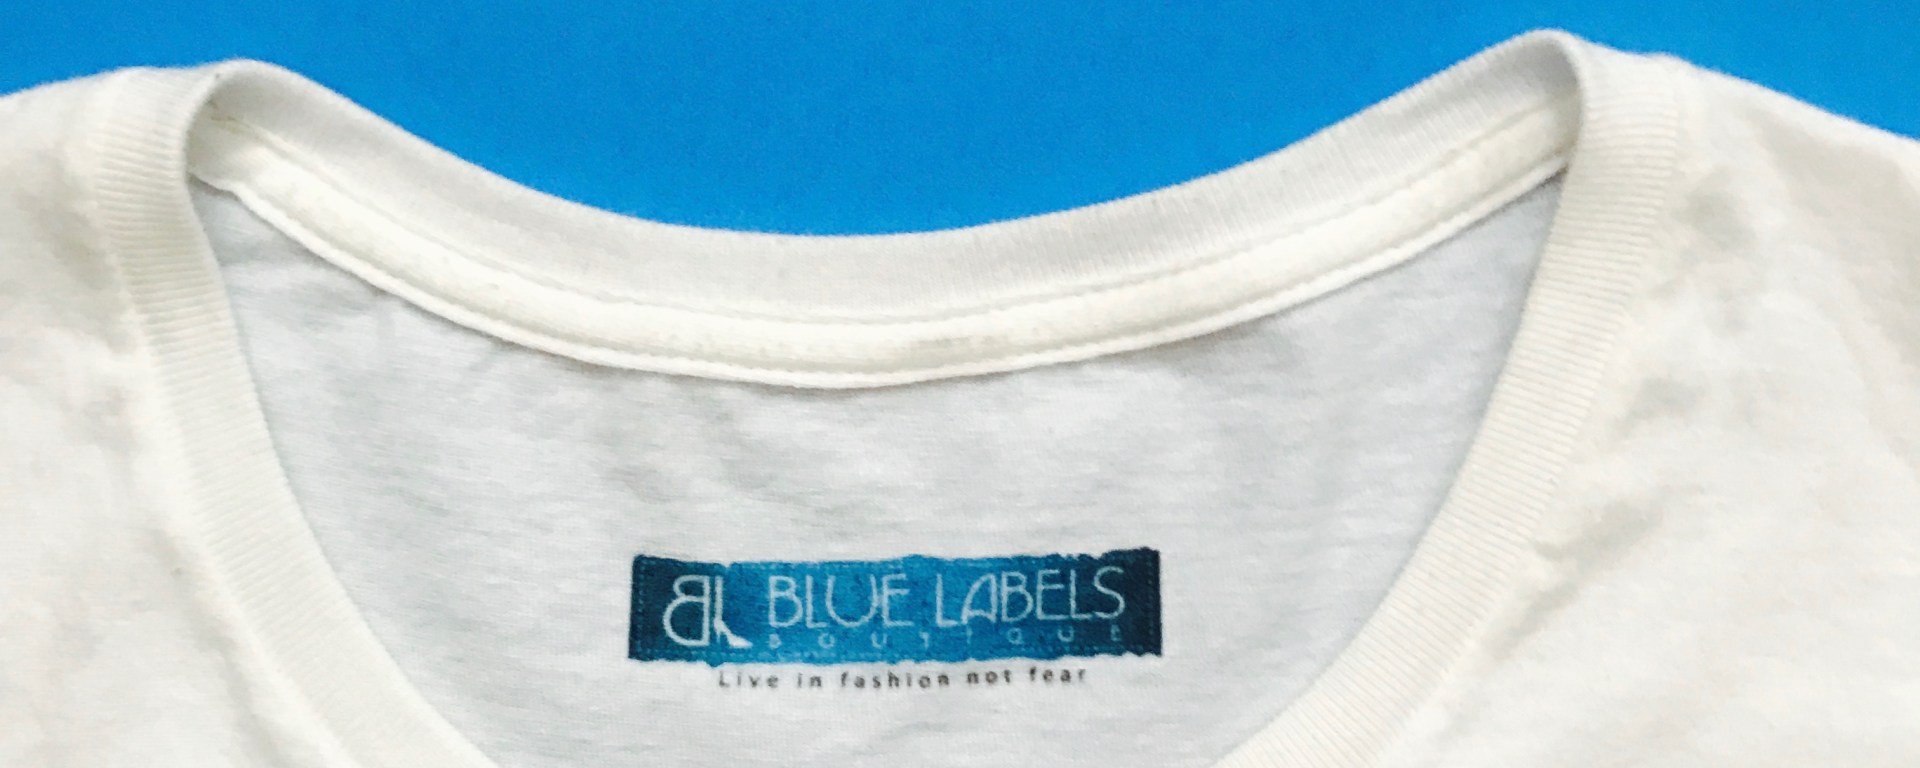 BL BLUE LABELS
BOUTIQUE
Live in fashion not fear